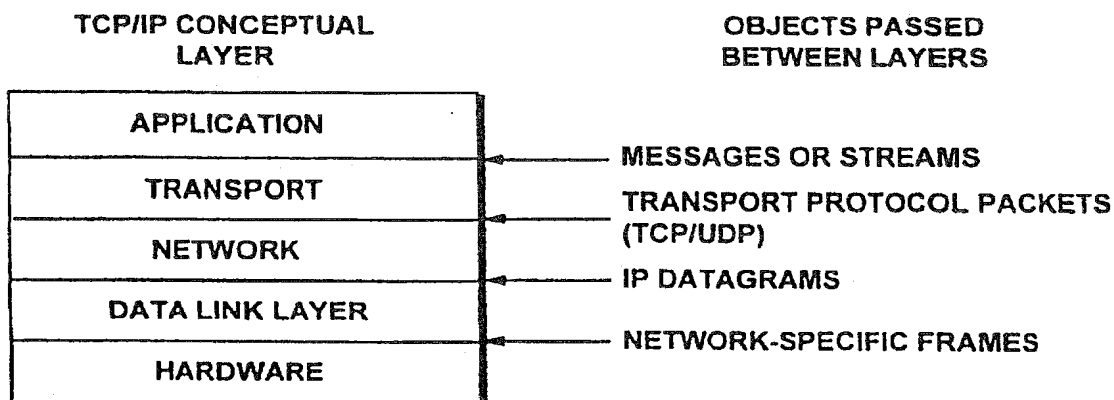 TCP/IP CONCEPTUAL
LAYER
OBJECTS PASSED
BETWEEN LAYERS
APPLICATION
MESSAGES OR STREAMS
TRANSPORT
TRANSPORT PROTOCOL PACKETS
(TCP/UDP)
NETWORK
IP DATAGRAMS
DATA LINK LAYER
NETWORK-SPECIFIC FRAMES
HARDWARE